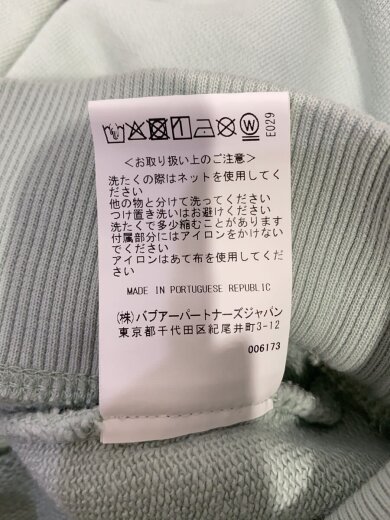 E029
<お取り扱い上のご注意>
洗たくの際はネットを使用してく
ださい
他の物と分けて洗ってください
つけ置き洗いはお避けください
洗たくで多少縮むことがあります
付属部分にはアイロンをかけない
でください
アイロンはあて布を使用してくだ
さい
MADE IN PORTUGUESE REPUBLIC
(株)バブアーパートナーズジャパン
東京都千代田区紀尾井町3-12
006173